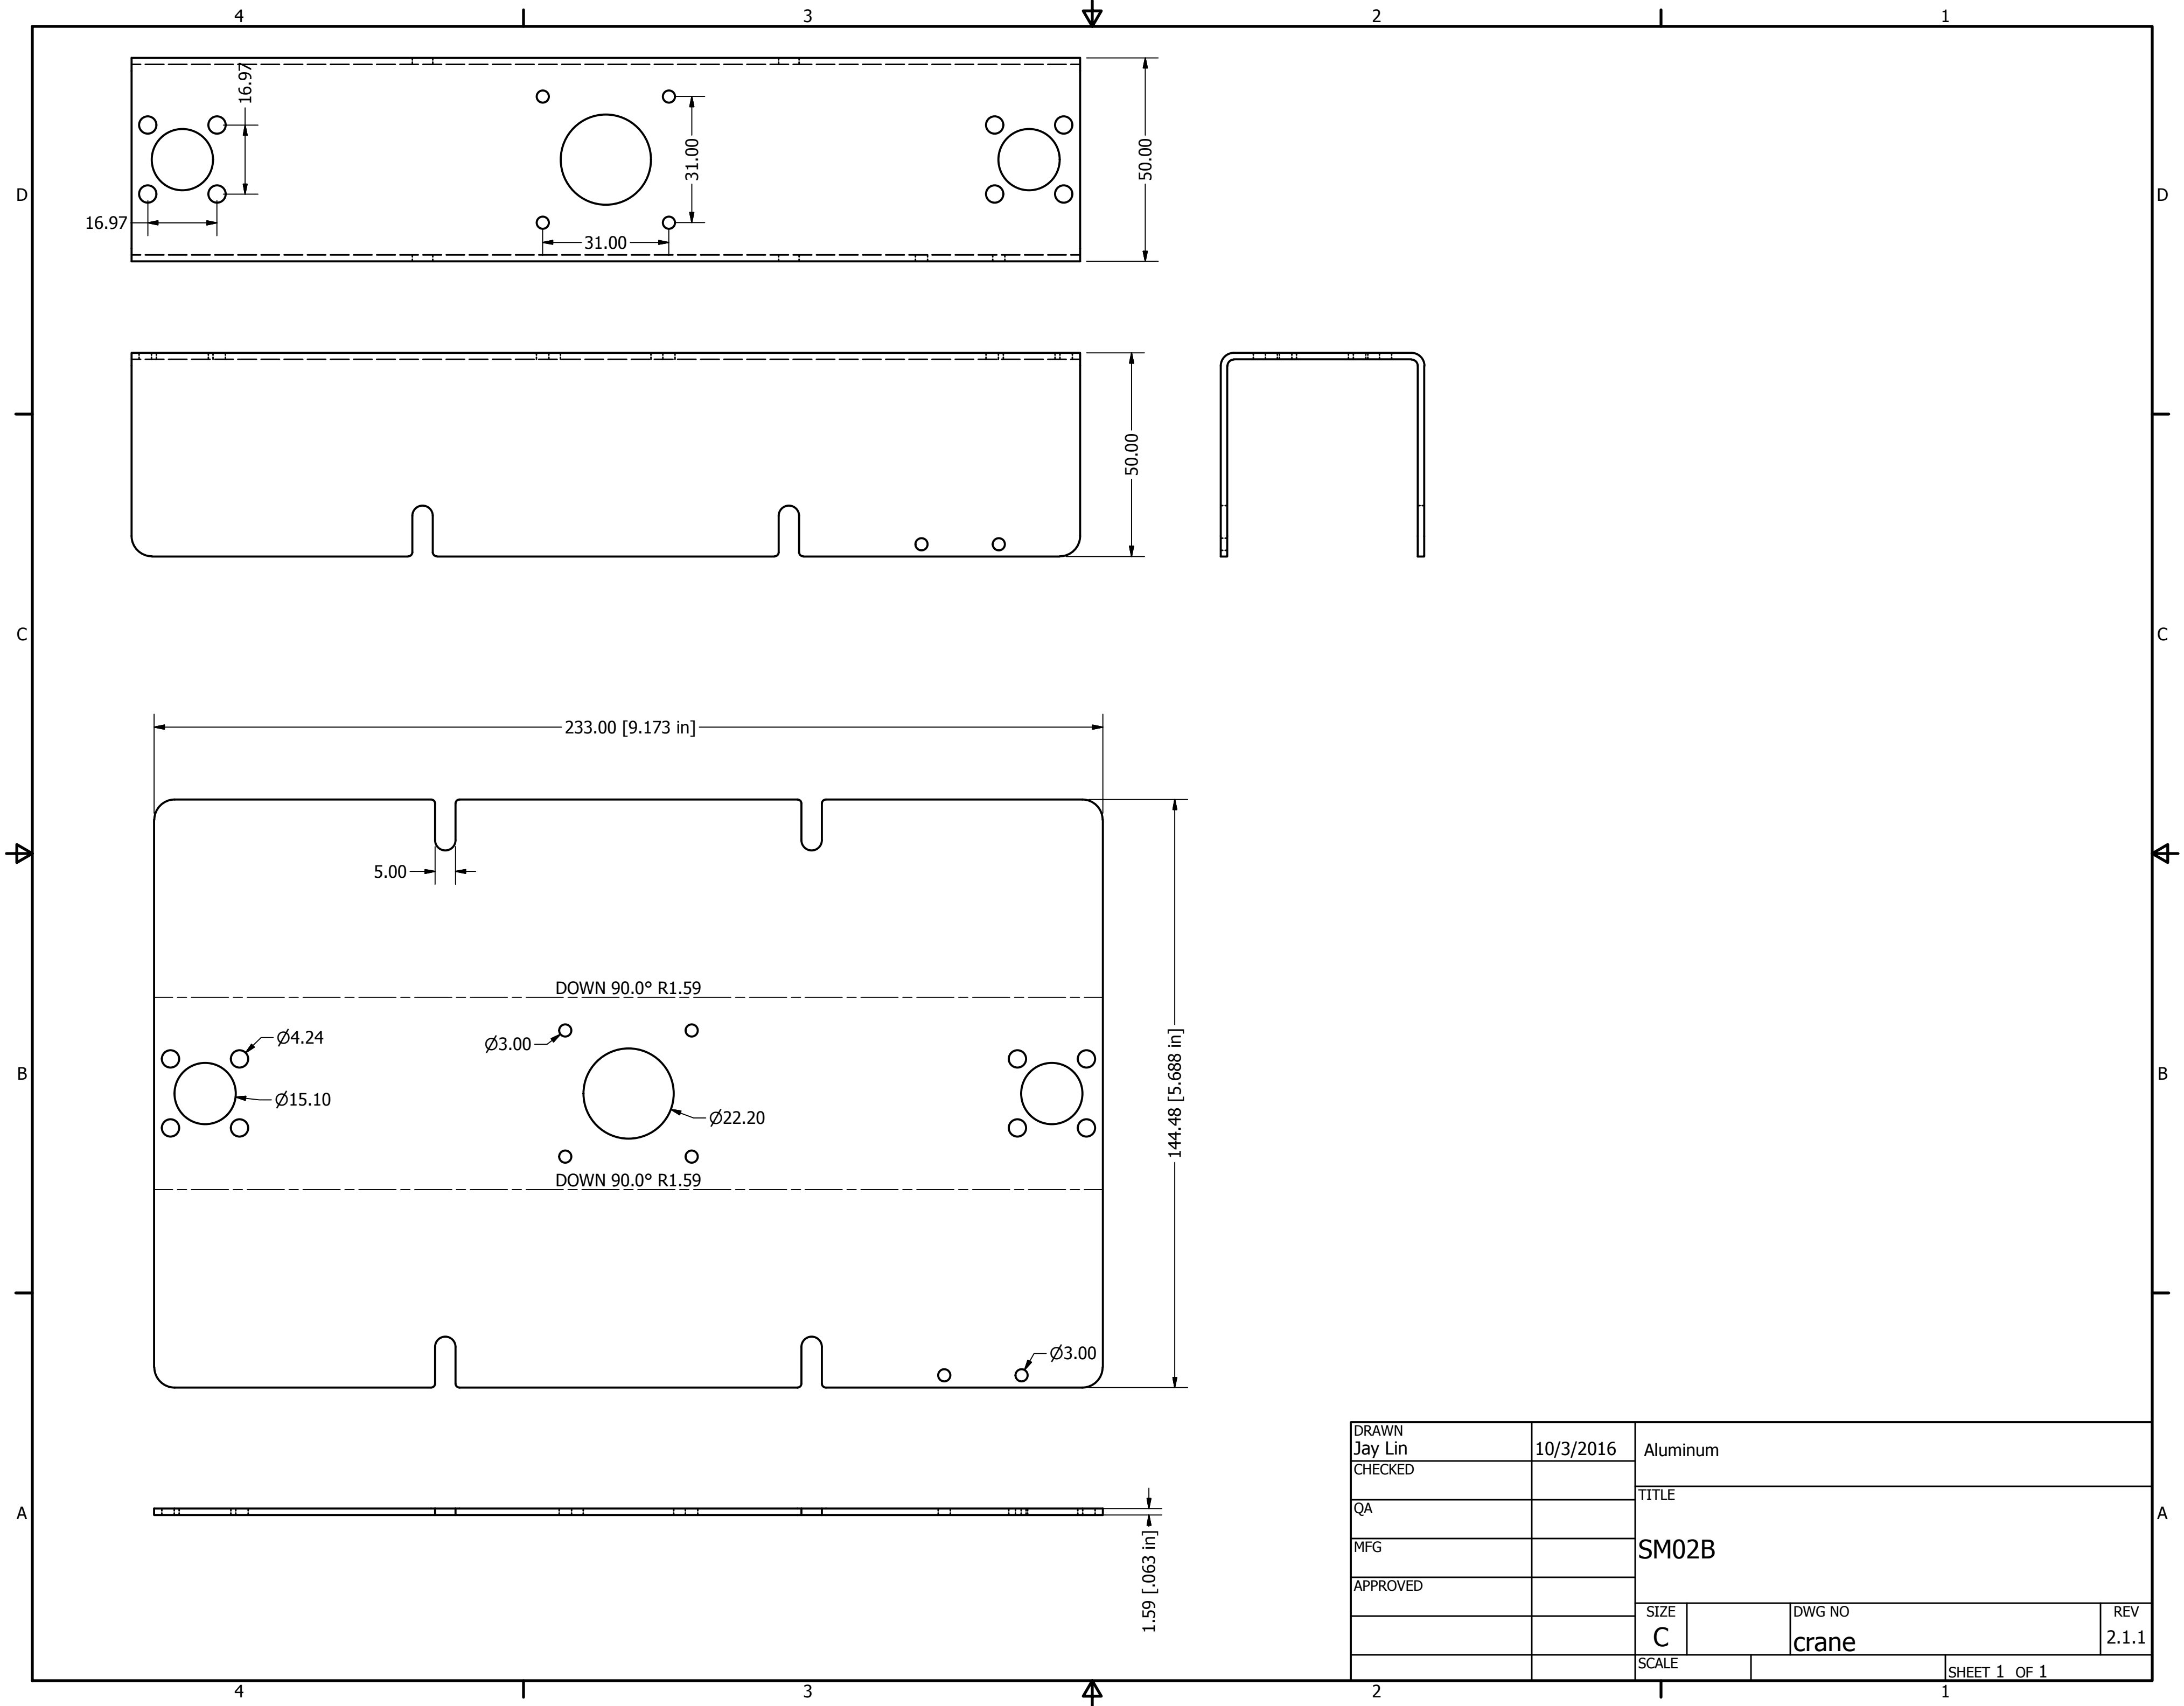 4 3 2 1
16.97
31.00
50.00
D D
16.97
31.00
50.00
C C
233.00 [9.173 in]
5.00
DOWN 90.0° R1.59
Ø4.24
Ø3.00
144.48 [5.688 in]
B B
Ø15.10
Ø22.20
DOWN 90.0° R1.59
Ø3.00
A A
1.59 [.063 in]
DRAWN
Jay Lin 10/3/2016 Aluminum
CHECKED
TITLE
QA
MFG
SM02B
APPROVED
SIZE DWG NO REV
C crane 2.1.1
SCALE
SHEET 1 OF 1
4 3 2 1